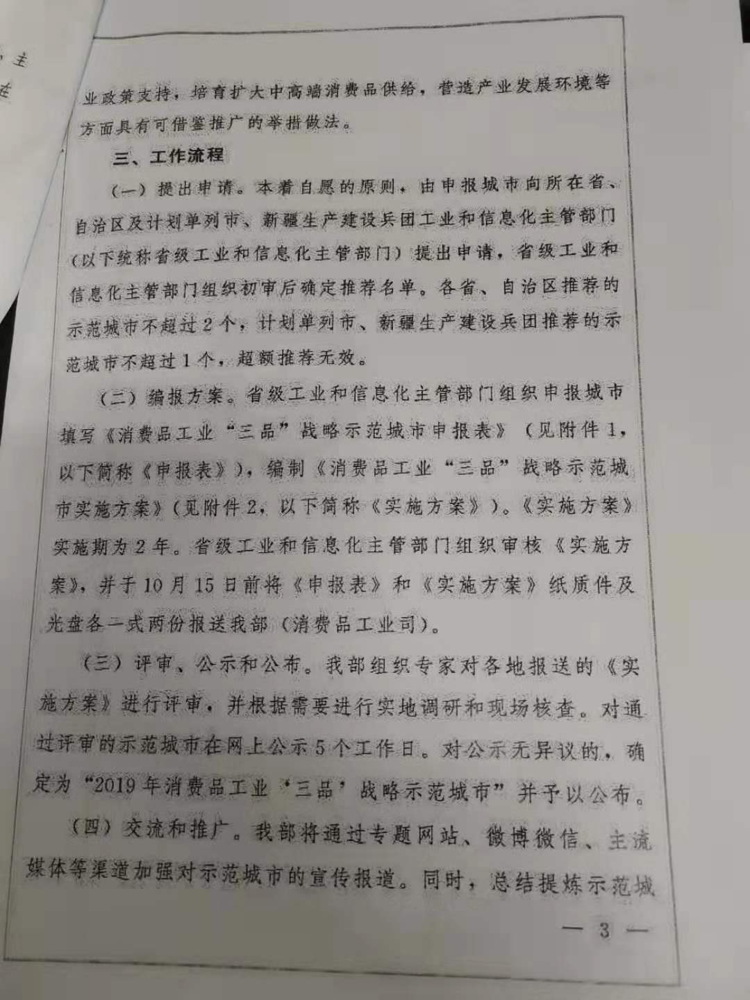 ，主
在
业政策支持，培育扩大中高端消费品供给，营造产业发展环境等
方面具有可借鉴推广的举措做法。
三、工作流程
（一）提出申请。本着自愿的原则，由申报城市向所在省、
自治区及计划单列市、新疆生产建设兵团工业和信息化主管部门
（以下统称省级工业和信息化主管部门）提出申请，省级工业和
信息化主管部门组织初审后确定推荐名单。各省、自治区推荐的
示范城市不超过2个，计划单列市、新疆生产建设兵团推荐的示
范城市不超过1个，超额推荐无效。
（二）编报方案。省级工业和信息化主管部门组织申报城市
填写《消费品工业“三品”战略示范城市申报表》（见附件1，
以下简称《申报表》），编制《消费品工业“三品”战略示范城
市实施方案》（见附件2，以下简称《实施方案》）。《实施方案》
实施期为2年。省级工业和信息化主管部门组织审核《实施方
案》，并于10月15日前将《申报表》和《实施方案》纸质件及
光盘各一式两份报送我部（消费品工业司）。
（三）评审、公示和公布。我部组织专家对各地报送的《实
施方案》进行评审，并根据需要进行实地调研和现场核查。对通
过评审的示范城市在网上公示5个工作日。对公示无异议的，确
定为“2019年消费品工业‘三品’战略示范城市”并予以公布。
（四）交流和推广。我部将通过专题网站、微博微信、主流
媒体等渠道加强对示范城市的宣传报道。同时，总结提炼示范城
— 3 —